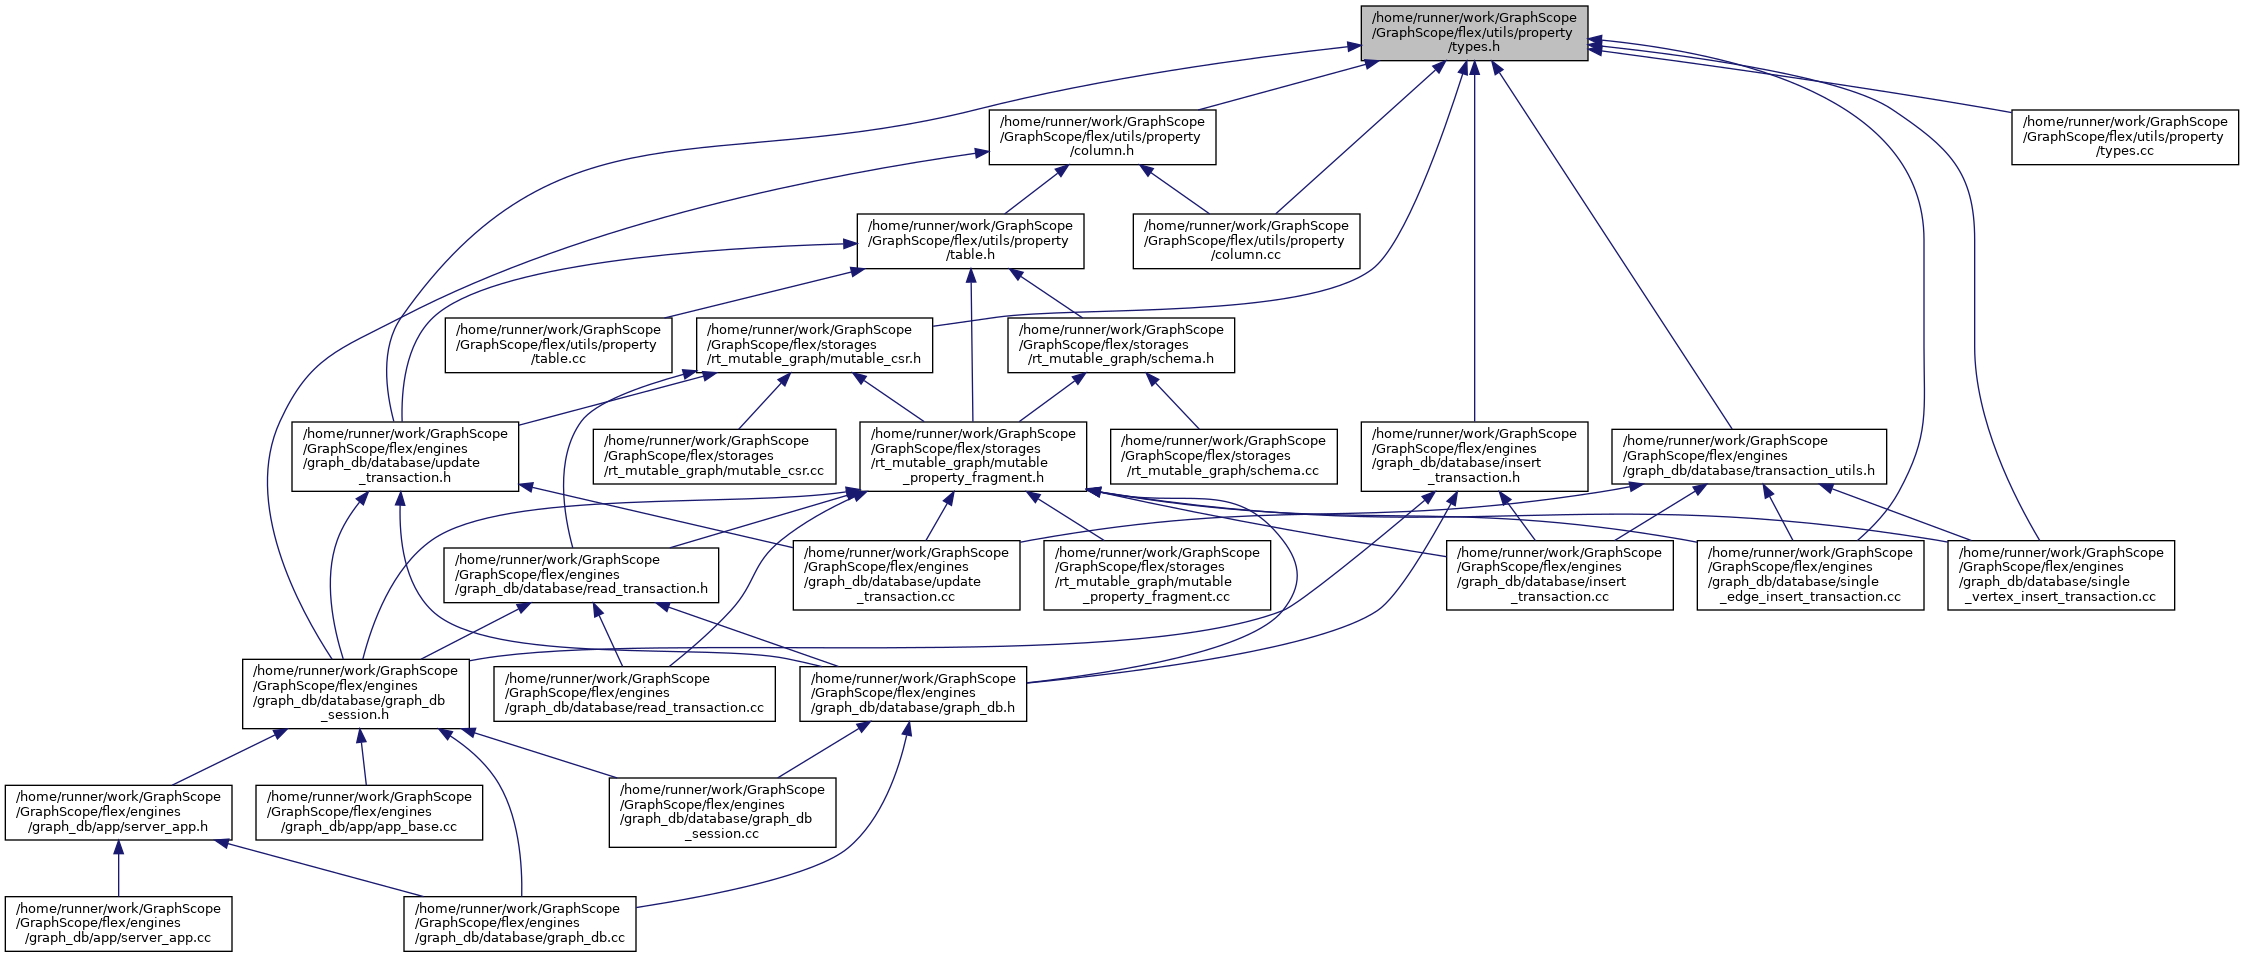 /home/runner/work/GraphScope
/GraphScope/flex/utils/property
/types.h
/home/runner/work/GraphScope
/GraphScope/flex/utils/property
/column.h
/home/runner/work/GraphScope
/GraphScope/flex/utils/property
/types.cc
/home/runner/work/GraphScope
/GraphScope/flex/utils/property
/table.h
/home/runner/work/GraphScope
/GraphScope/flex/utils/property
/column.cc
/home/runner/work/GraphScope
/GraphScope/flex/utils/property
/table.cc
/home/runner/work/GraphScope
/GraphScope/flex/storages
/rt_mutable_graph/mutable_csr.h
/home/runner/work/GraphScope
/GraphScope/flex/storages
/rt_mutable_graph/schema.h
/home/runner/work/GraphScope
/GraphScope/flex/engines
/graph_db/database/update
_transaction.h
/home/runner/work/GraphScope
/GraphScope/flex/storages
/rt_mutable_graph/mutable_csr.cc
/home/runner/work/GraphScope
/GraphScope/flex/storages
/rt_mutable_graph/mutable
_property_fragment.h
/home/runner/work/GraphScope
/GraphScope/flex/storages
/rt_mutable_graph/schema.cc
/home/runner/work/GraphScope
/GraphScope/flex/engines
/graph_db/database/insert
_transaction.h
/home/runner/work/GraphScope
/GraphScope/flex/engines
/graph_db/database/transaction_utils.h
/home/runner/work/GraphScope
/GraphScope/flex/engines
/graph_db/database/read_transaction.h
/home/runner/work/GraphScope
/GraphScope/flex/engines
/graph_db/database/update
_transaction.cc
/home/runner/work/GraphScope
/GraphScope/flex/storages
/rt_mutable_graph/mutable
_property_fragment.cc
/home/runner/work/GraphScope
/GraphScope/flex/engines
/graph_db/database/insert
_transaction.cc
/home/runner/work/GraphScope
/GraphScope/flex/engines
/graph_db/database/single
_edge_insert_transaction.cc
/home/runner/work/GraphScope
/GraphScope/flex/engines
/graph_db/database/single
_vertex_insert_transaction.cc
/home/runner/work/GraphScope
/GraphScope/flex/engines
/graph_db/database/graph_db
_session.h
/home/runner/work/GraphScope
/GraphScope/flex/engines
/graph_db/database/read_transaction.cc
/home/runner/work/GraphScope
/GraphScope/flex/engines
/graph_db/database/graph_db.h
/home/runner/work/GraphScope
/GraphScope/flex/engines
/graph_db/app/server_app.h
/home/runner/work/GraphScope
/GraphScope/flex/engines
/graph_db/app/app_base.cc
/home/runner/work/GraphScope
/GraphScope/flex/engines
/graph_db/database/graph_db
_session.cc
/home/runner/work/GraphScope
/GraphScope/flex/engines
/graph_db/app/server_app.cc
/home/runner/work/GraphScope
/GraphScope/flex/engines
/graph_db/database/graph_db.cc